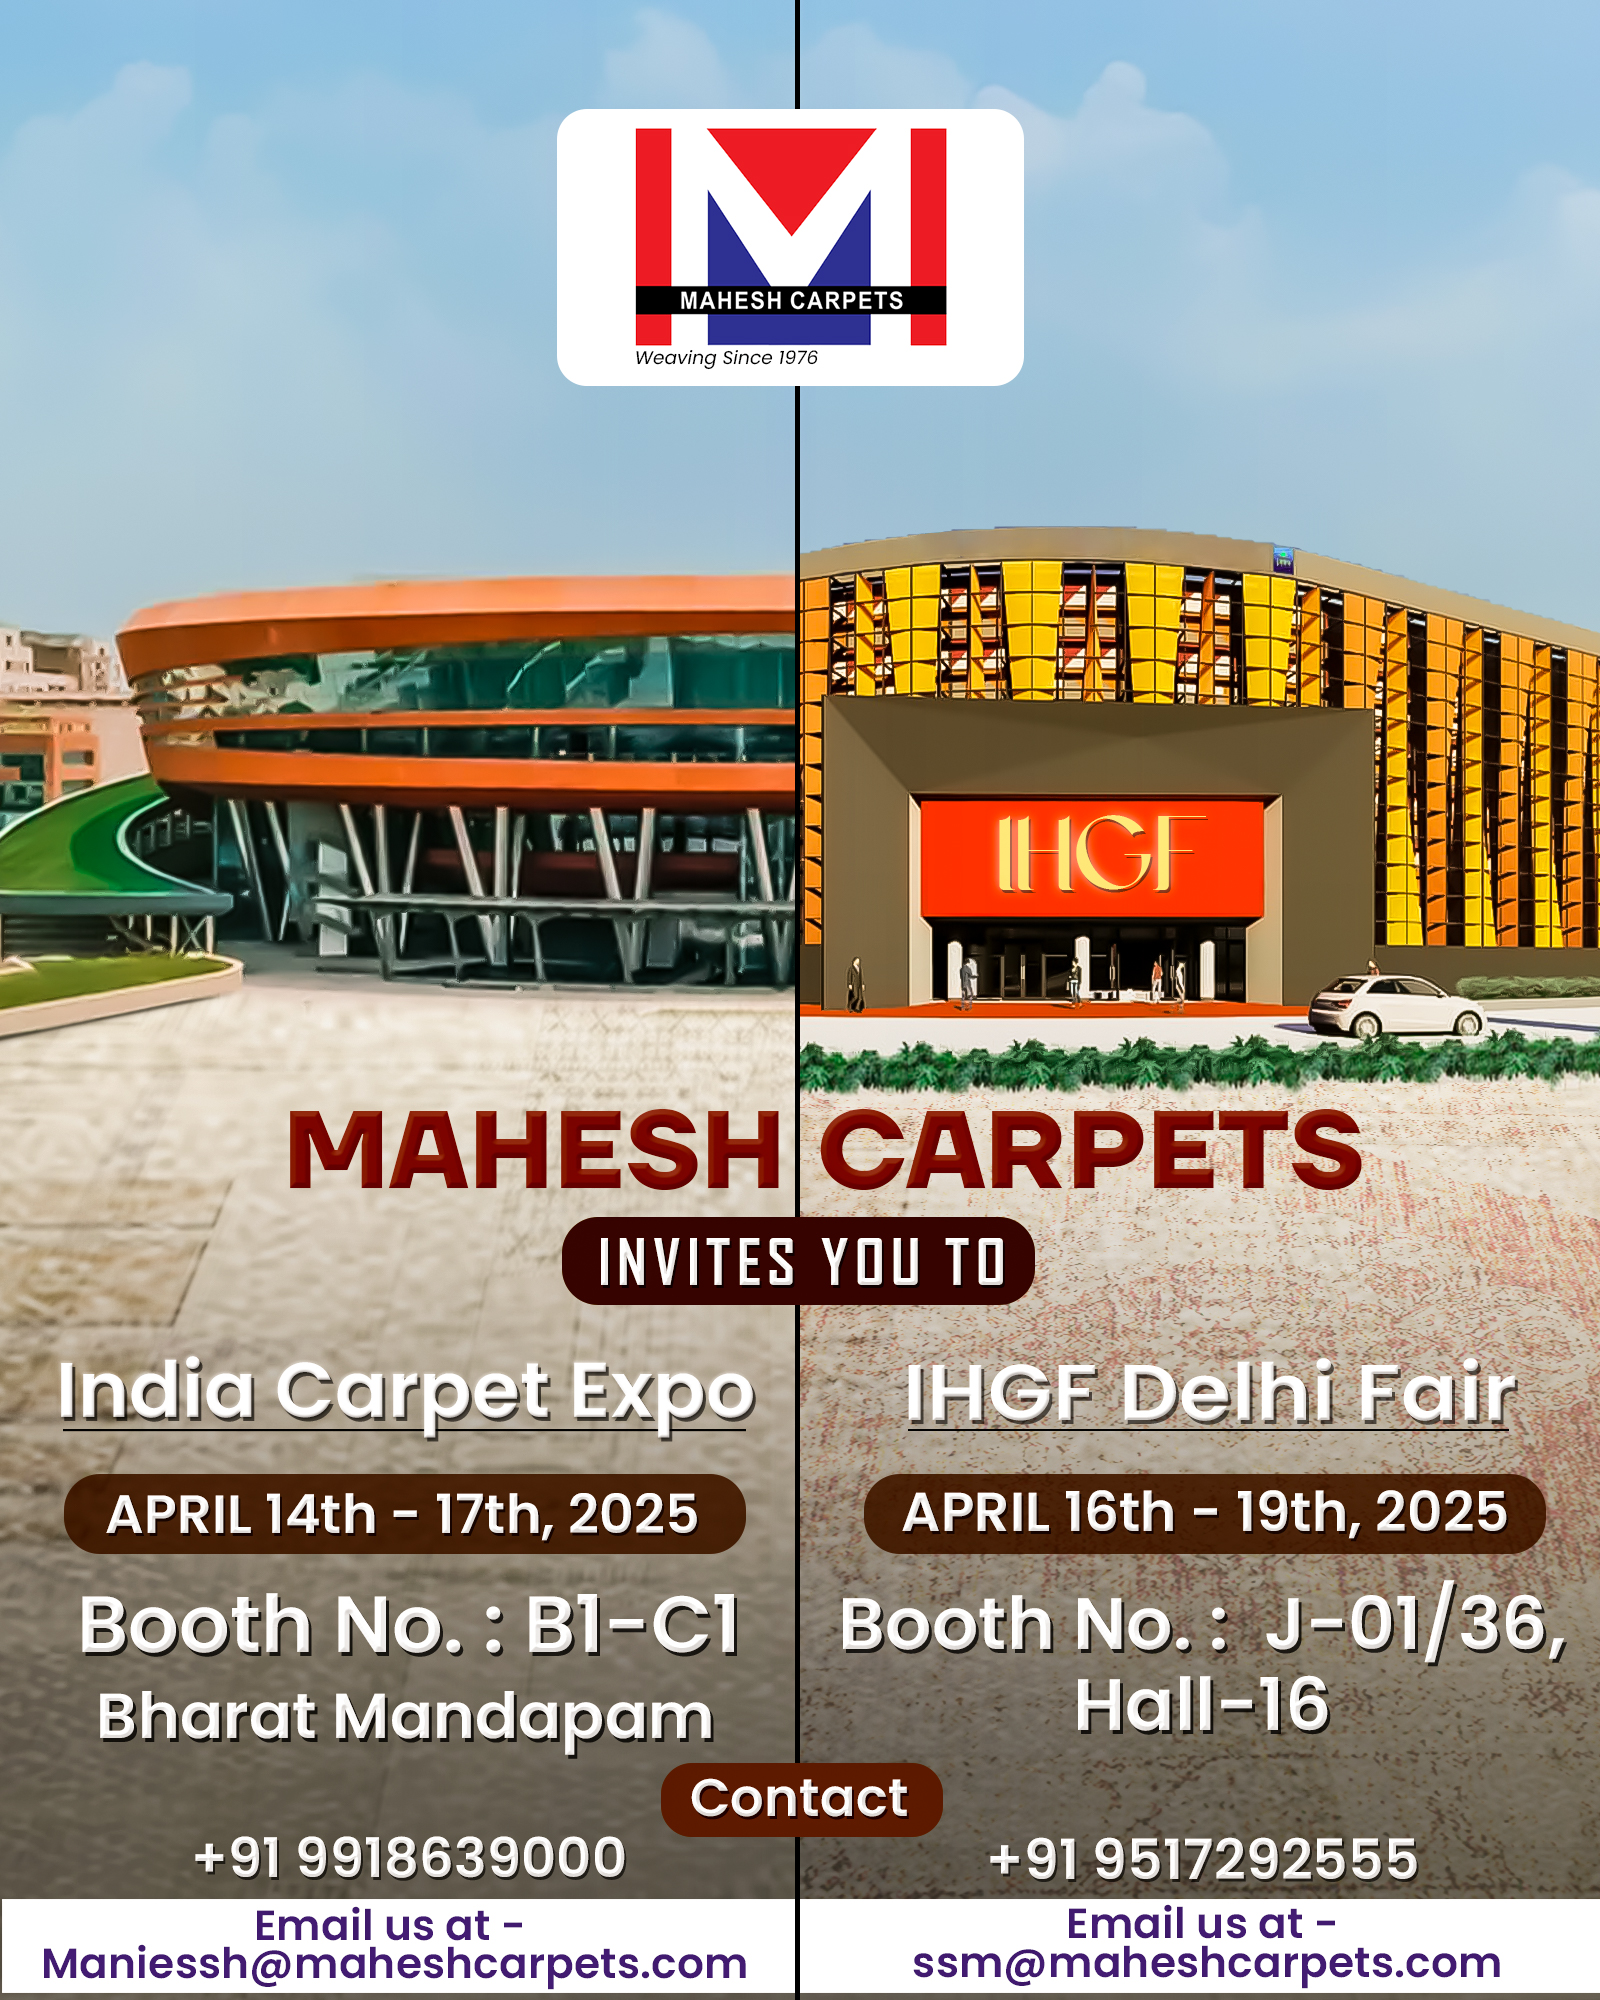 MAHESH CARPETS
Weaving Since 1976
IHGF
MAHESH CARPETS
INVITES YOU TO
India Carpet Expo
APRIL 14th - 17th, 2025
Booth No. : B1-C1
Bharat Mandapam
IHGF Delhi Fair
APRIL 16th - 19th, 2025
Booth No. : J-01/36,
Hall-16
Contact
+91 9918639000
Email us at -
Maniessh@maheshcarpets.com
+91 9517292555
Email us at -
ssm@maheshcarpets.com